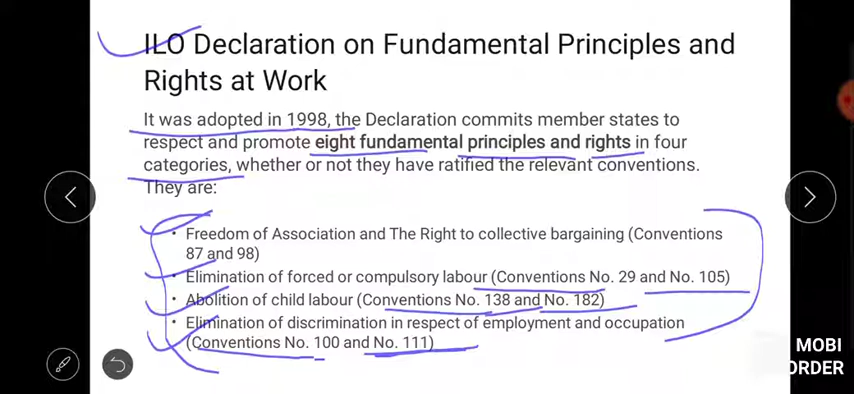 ILO Declaration on Fundamental Principles and
Rights at Work
It was adopted in 1998, the Declaration commits member states to
respect and promote eight fundamental principles and rights in four
categories, whether or not they have ratified the relevant conventions.
They are:
• Freedom of Association and The Right to collective bargaining (Conventions
87 and 98)
• Elimination of forced or compulsory labour (Conventions No. 29 and No. 105)
• Abolition of child labour (Conventions No. 138 and No. 182)
• Elimination of discrimination in respect of employment and occupation
(Conventions No. 100 and No. 111)
MOBI
ORDER